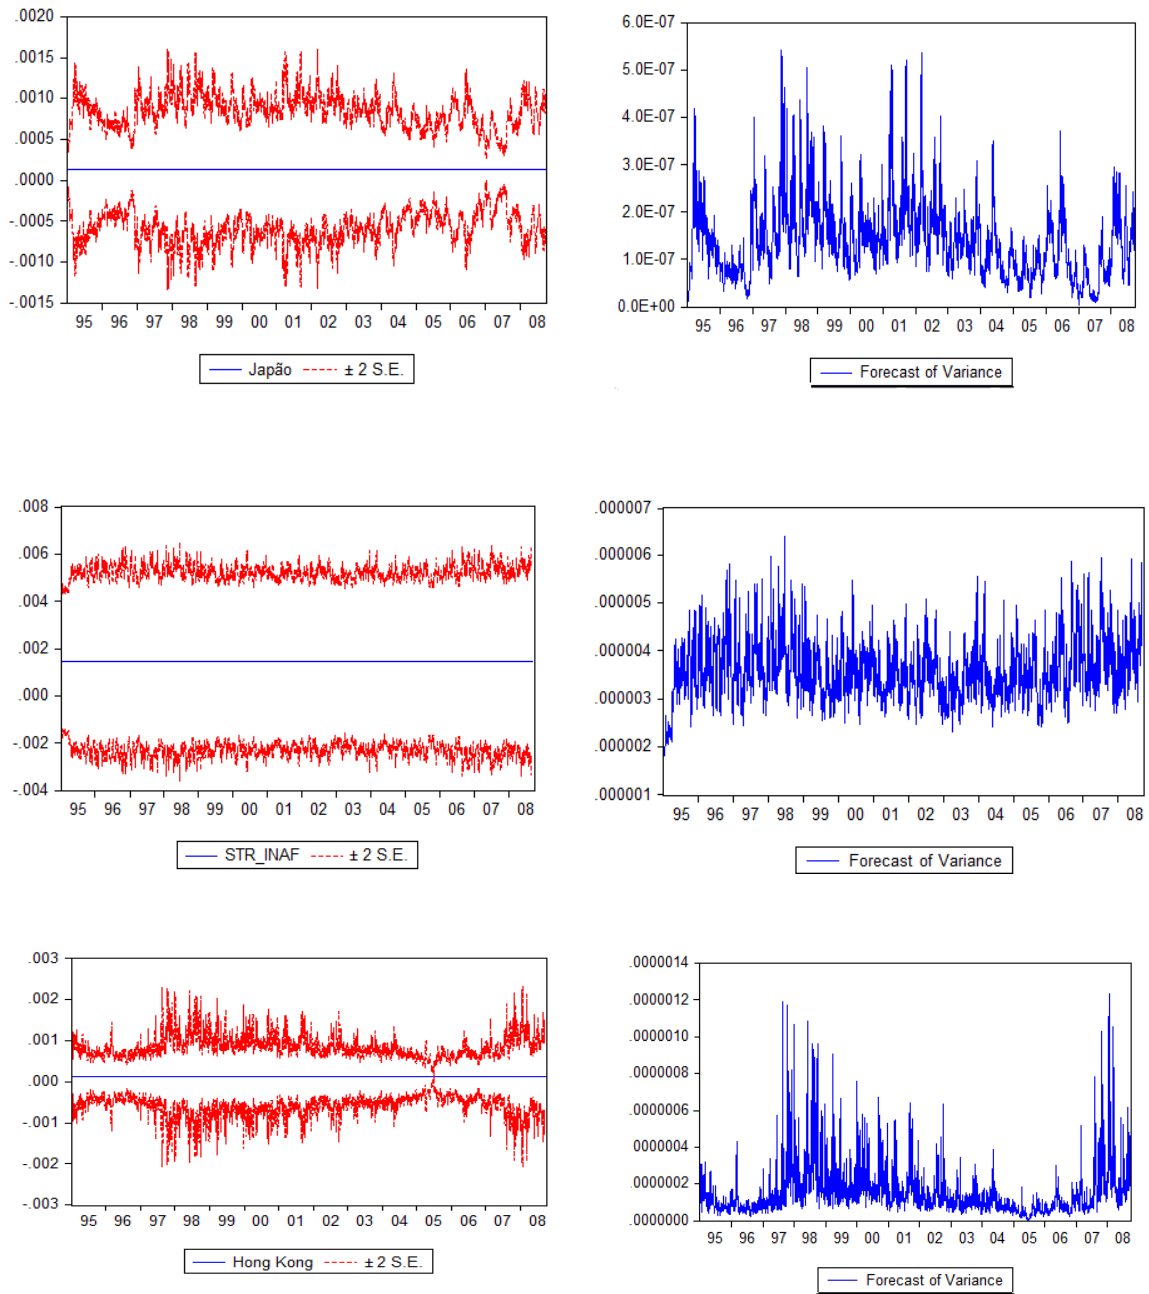 .0020
.0015
.0010
.0005
.0000
-.0005
-.0010
-.0015
95 96 97 98 99 00 01 02 03 04 05 06 07 08
Japão ± 2 S.E.
6.0E-07
5.0E-07
4.0E-07
3.0E-07
2.0E-07
1.0E-07
0.0E+00
95 96 97 98 99 00 01 02 03 04 05 06 07 08
Forecast of Variance
.008
.006
.004
.002
.000
-.002
-.004
95 96 97 98 99 00 01 02 03 04 05 06 07 08
STR_INAF ± 2 S.E.
.000007
.000006
.000005
.000004
.000003
.000002
.000001
95 96 97 98 99 00 01 02 03 04 05 06 07 08
Forecast of Variance
.003
.002
.001
.000
-.001
-.002
-.003
95 96 97 98 99 00 01 02 03 04 05 06 07 08
Hong Kong ± 2 S.E.
.0000014
.0000012
.0000010
.0000008
.0000006
.0000004
.0000002
.0000000
95 96 97 98 99 00 01 02 03 04 05 06 07 08
Forecast of Variance